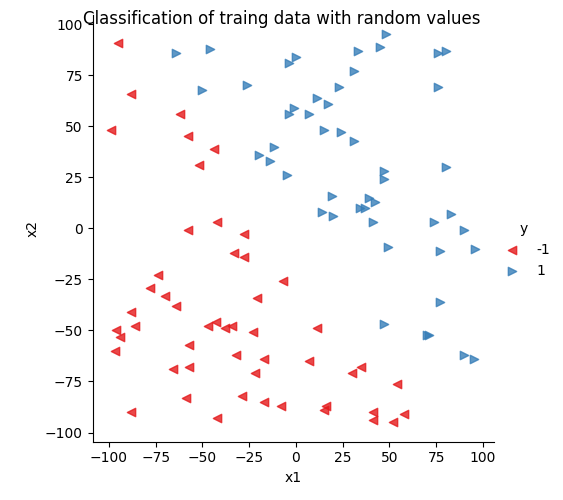 Classification of traing data with random values
100
75
50
25
0
−25
−50
−75
−100
x2
−100 −75 −50 −25 0 25 50 75 100
x1
y
-1
1